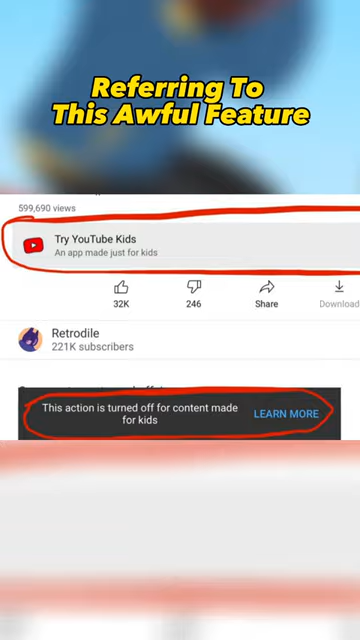 Referring To
This Awful Feature
599,690 views
Try YouTube Kids
An app made just for kids
32K
246
Share
Download
Retrodile
221K subscribers
This action is turned off for content made
for kids
LEARN MORE